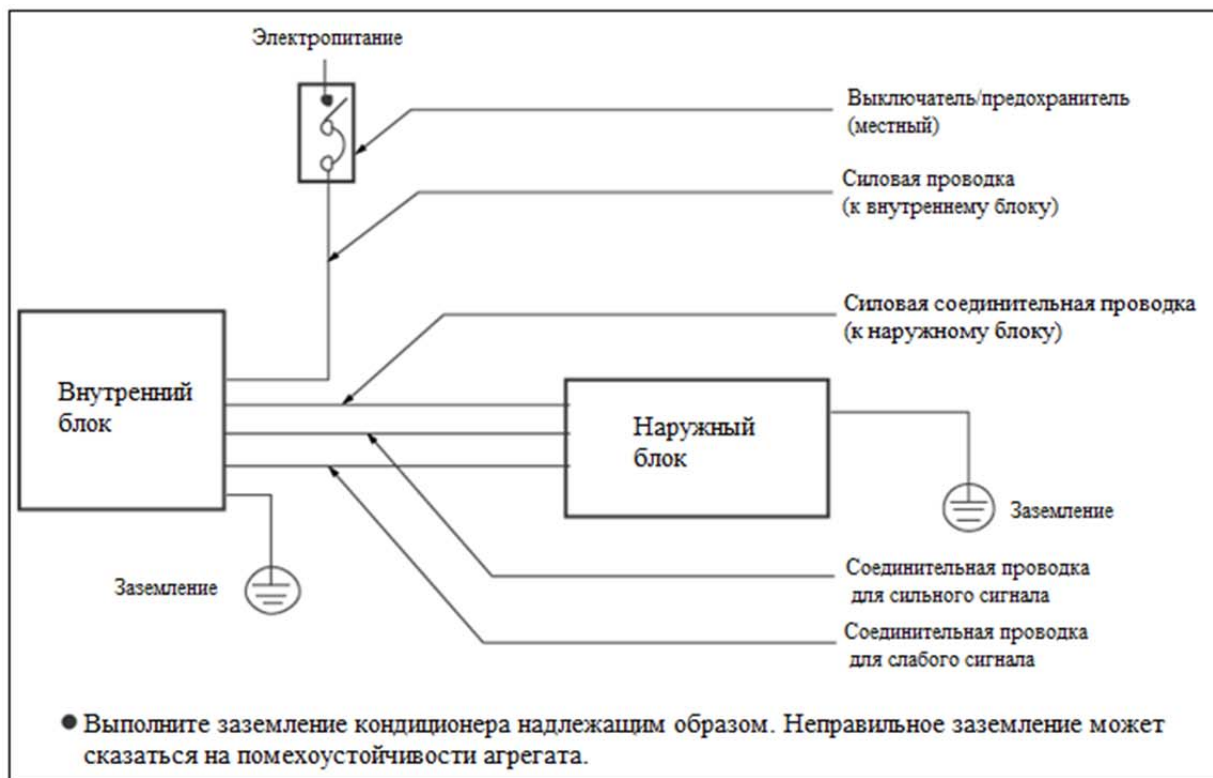 Электропитание
Выключатель/предохранитель
(местный)
Силовая проводка
(к внутреннему блоку)
Силовая соединительная проводка
(к наружному блоку)
Внутренний
блок
Наружный
блок
Заземление
Заземление
Соединительная проводка
для сильного сигнала
Соединительная проводка
для слабого сигнала
● Выполните заземление кондиционера надлежащим образом. Неправильное заземление может
сказаться на помехоустойчивости агрегата.